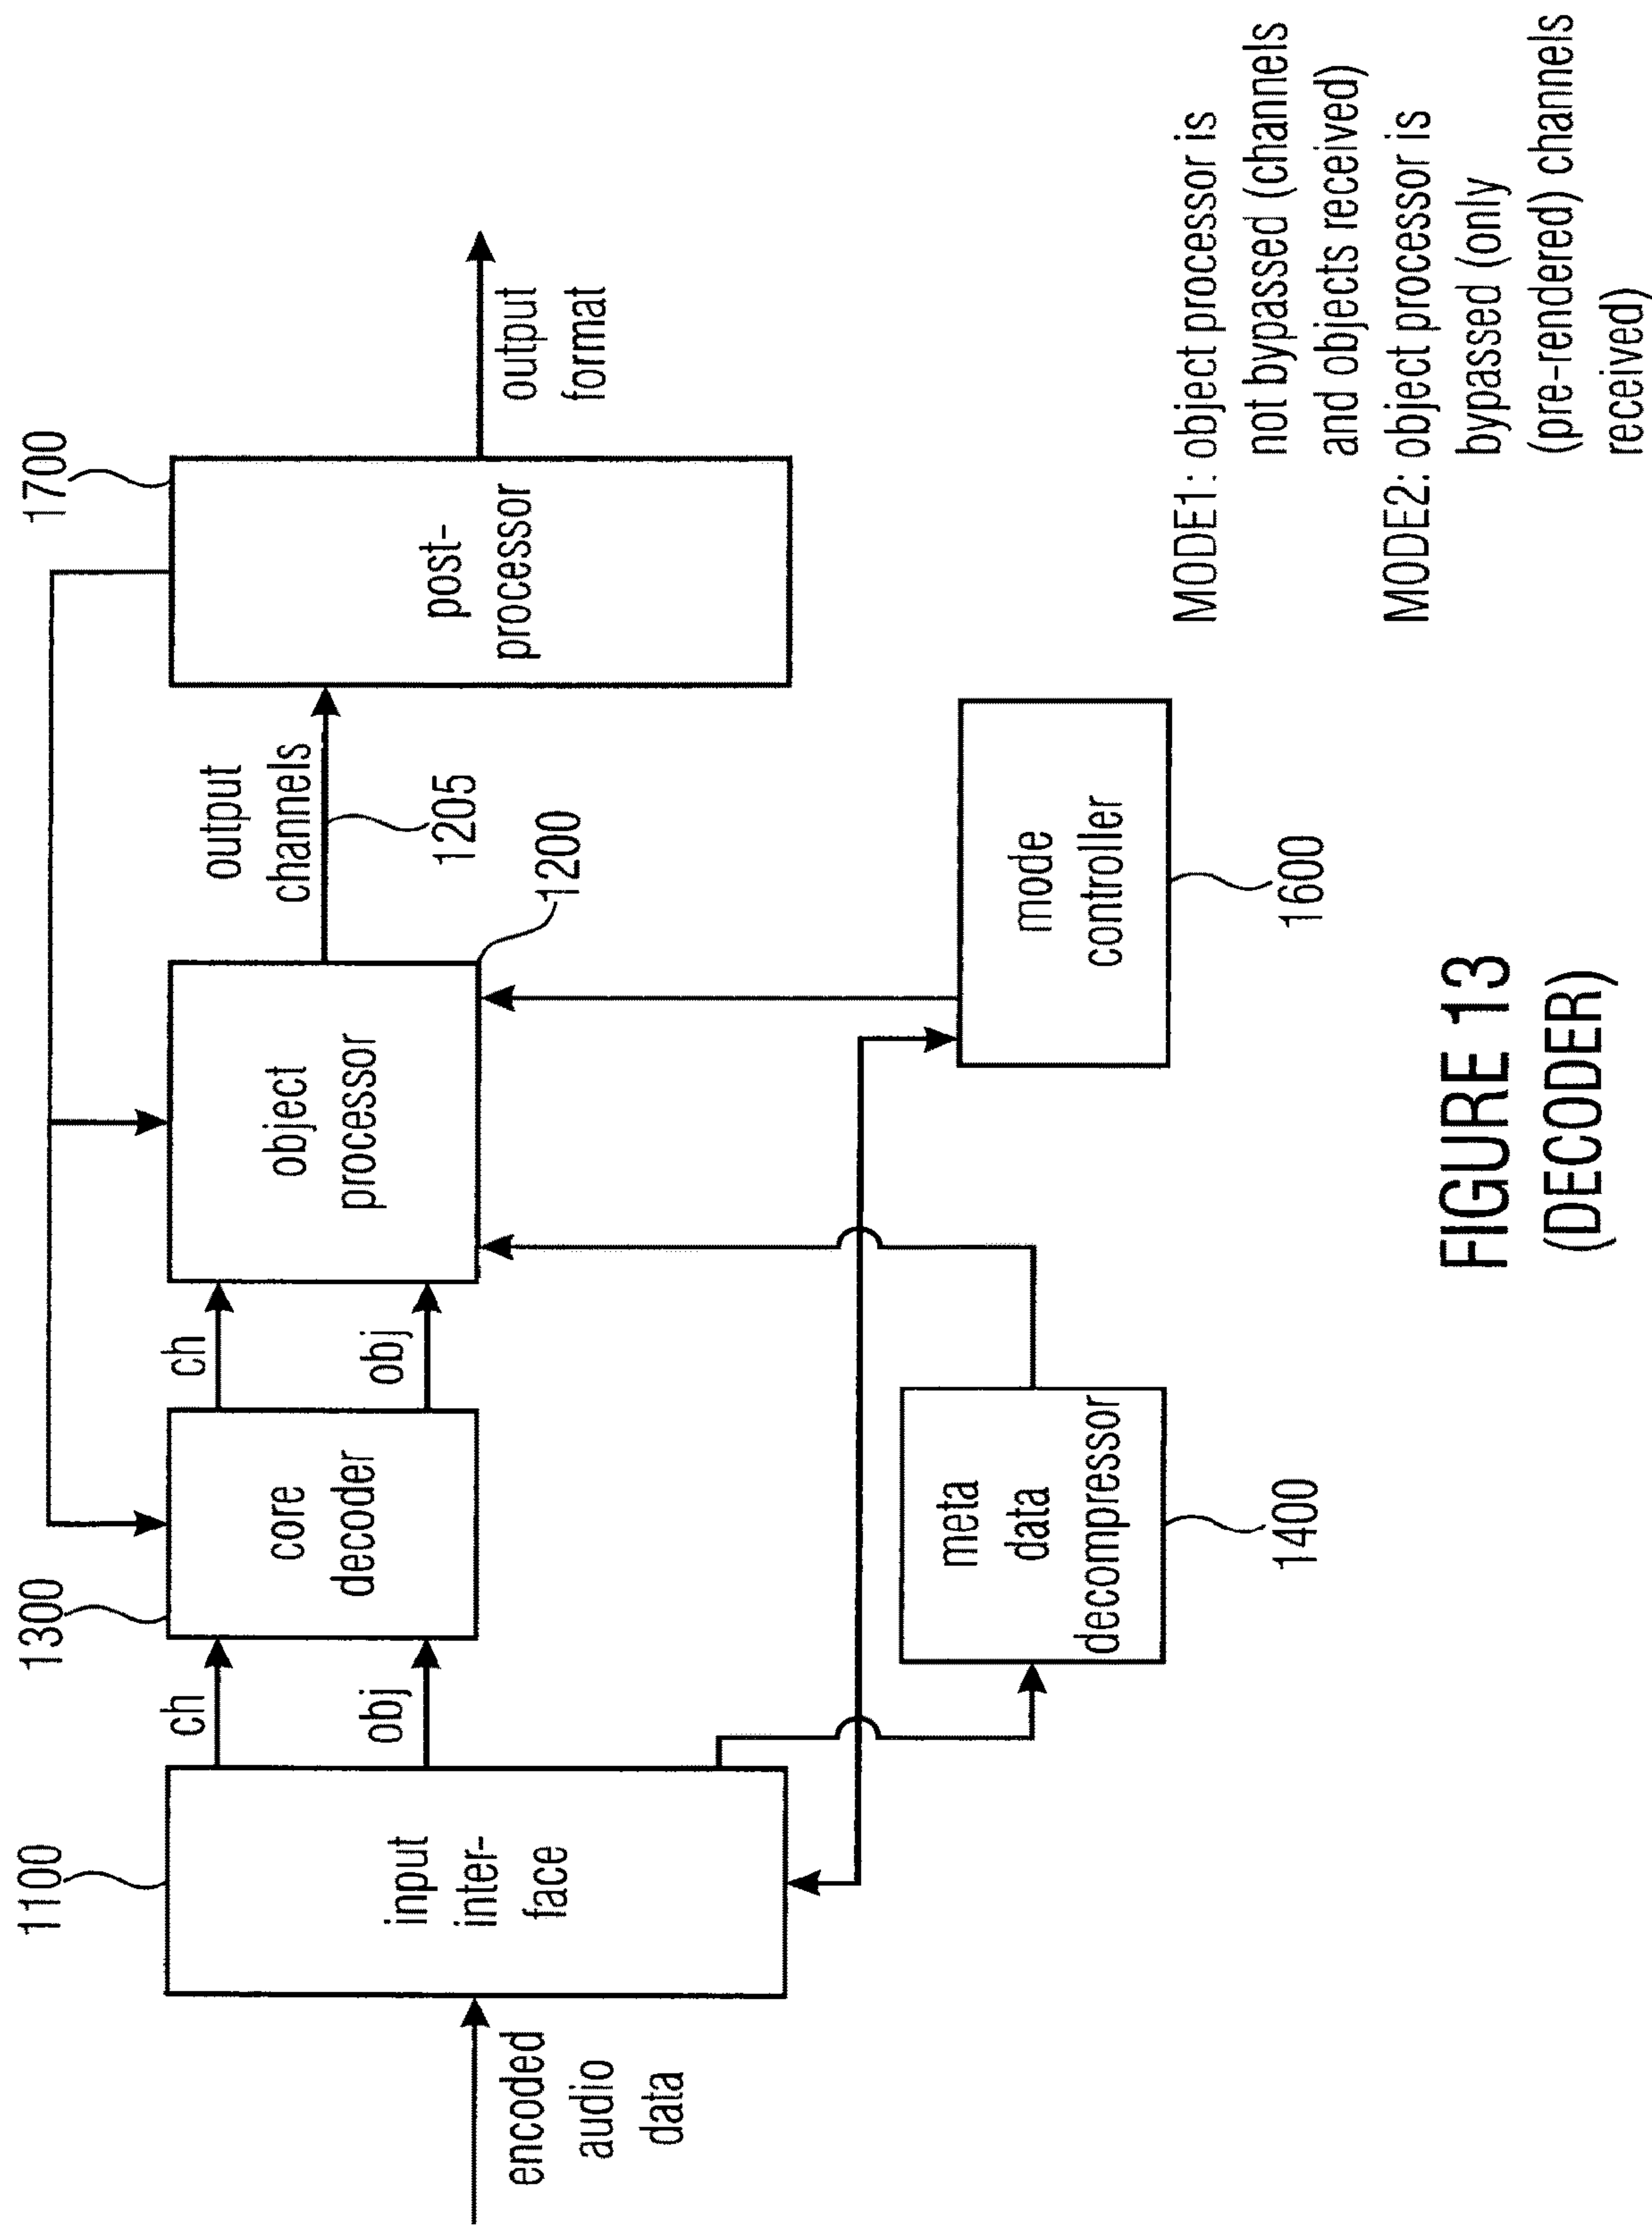 encoded
audio
data
1100
input
inter-
face
ch
obj
1300
core
decoder
ch
obj
object
processor
1200
output
channels
1205
1700
post-
processor
output
format
meta
data
decompressor
1400
mode
controller
1600
MODE1: object processor is
not bypassed (channels
and objects received)
MODE2: object processor is
bypassed (only
(pre-rendered) channels
received)
FIGURE 13
(DECODER)